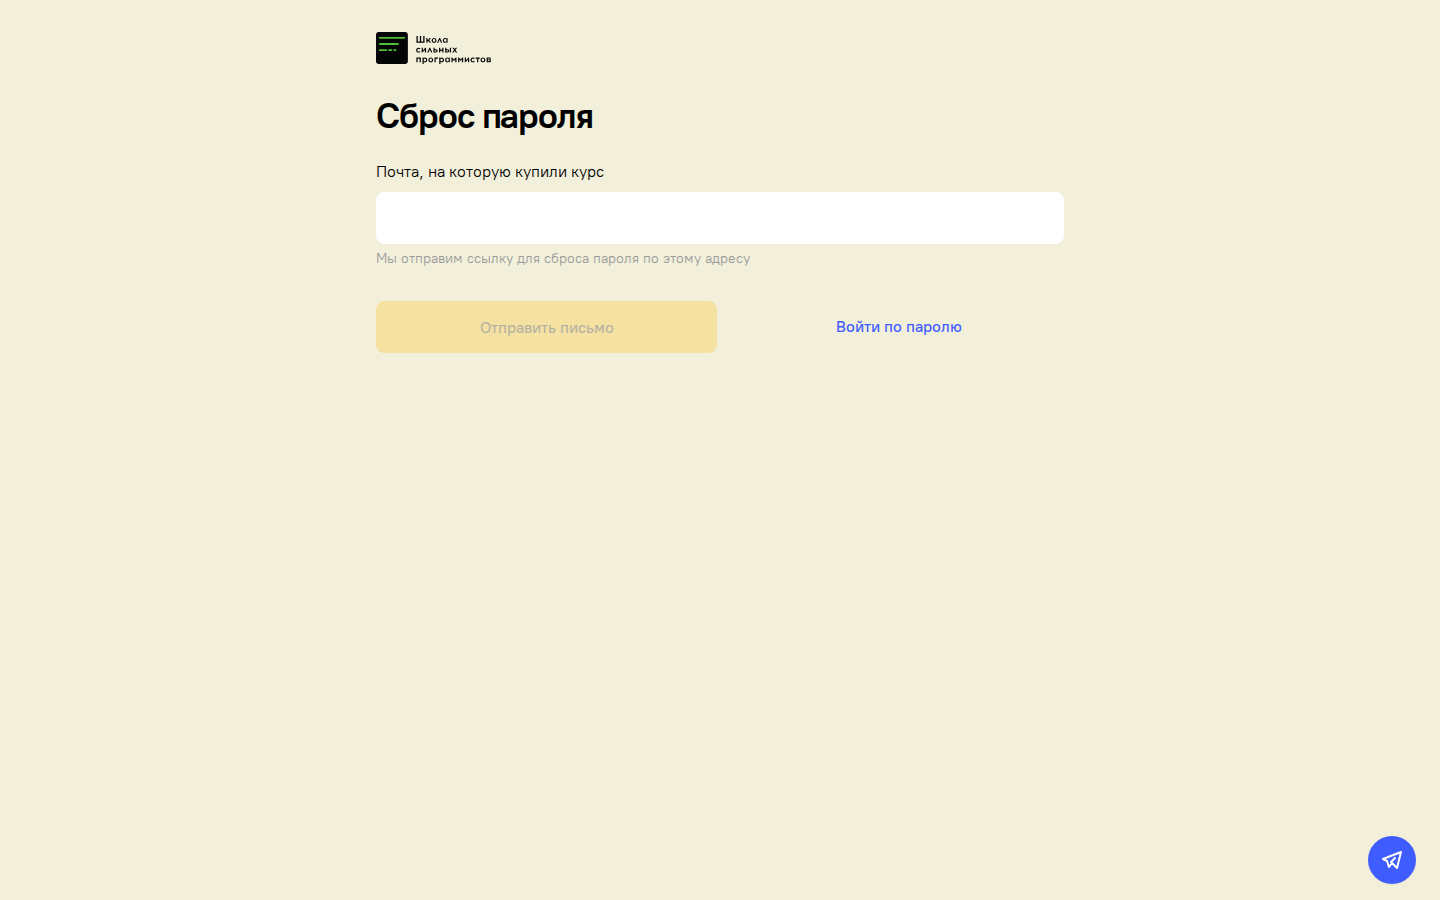 Школа
сильных
программистов
Сброс пароля
Почта, на которую купили курс
Мы отправим ссылку для сброса пароля по этому адресу
Отправить письмо
Войти по паролю